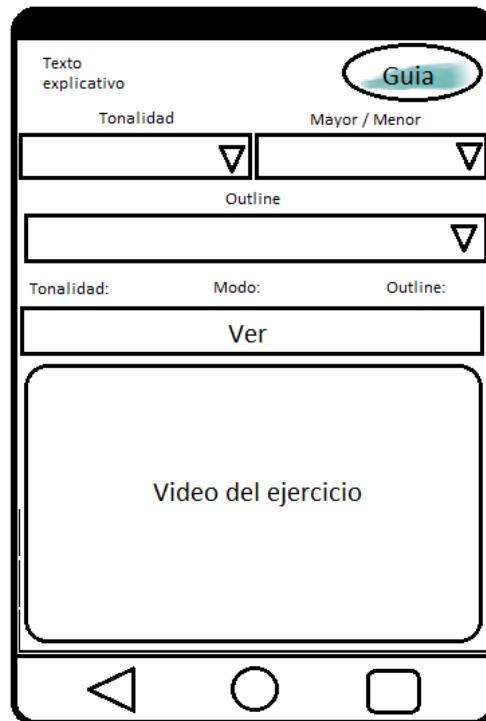 Texto
explicativo
Guia
Tonalidad
Mayor / Menor
Outline
Tonalidad:
Modo:
Outline:
Ver
Video del ejercicio